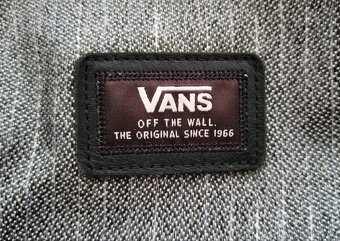 VANS
OFF THE WALL.
THE ORIGINAL SINCE 1966